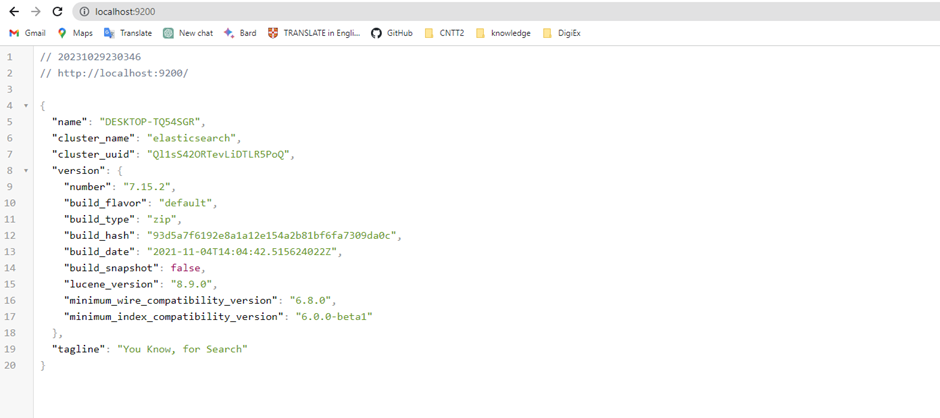 localhost:9200
Gmail Maps Translate New chat Bard TRANSLATE in Engli... GitHub CNTT2 knowledge DigiEx
1 // 20231029230346
2 // http://localhost:9200/
3
4 {
5 "name": "DESKTOP-TQ54SGR",
6 "cluster_name": "elasticsearch",
7 "cluster_uuid": "Ql1sS42ORTevLiDTLR5PoQ",
8 "version": {
9 "number": "7.15.2",
10 "build_flavor": "default",
11 "build_type": "zip",
12 "build_hash": "93d5a7f6192e8a1a12e154a2b81bf6fa7309da0c",
13 "build_date": "2021-11-04T14:04:42.515624022Z",
14 "build_snapshot": false,
15 "lucene_version": "8.9.0",
16 "minimum_wire_compatibility_version": "6.8.0",
17 "minimum_index_compatibility_version": "6.0.0-beta1"
18 },
19 "tagline": "You Know, for Search"
20 }